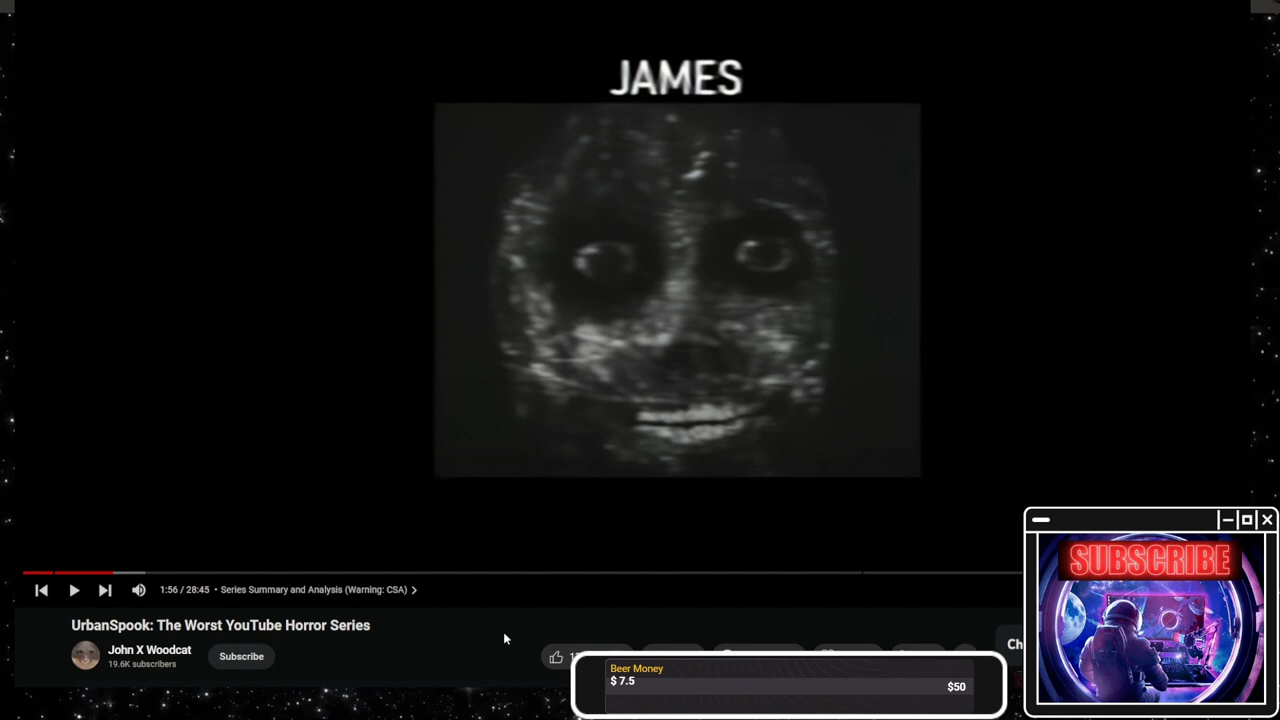 JAMES
1:56 / 28:45 • Series Summary and Analysis (Warning: CSA)
UrbanSpook: The Worst YouTube Horror Series
John X Woodcat
19.6K subscribers
Subscribe
Beer Money
$ 7.5
$50
SUBSCRIBE